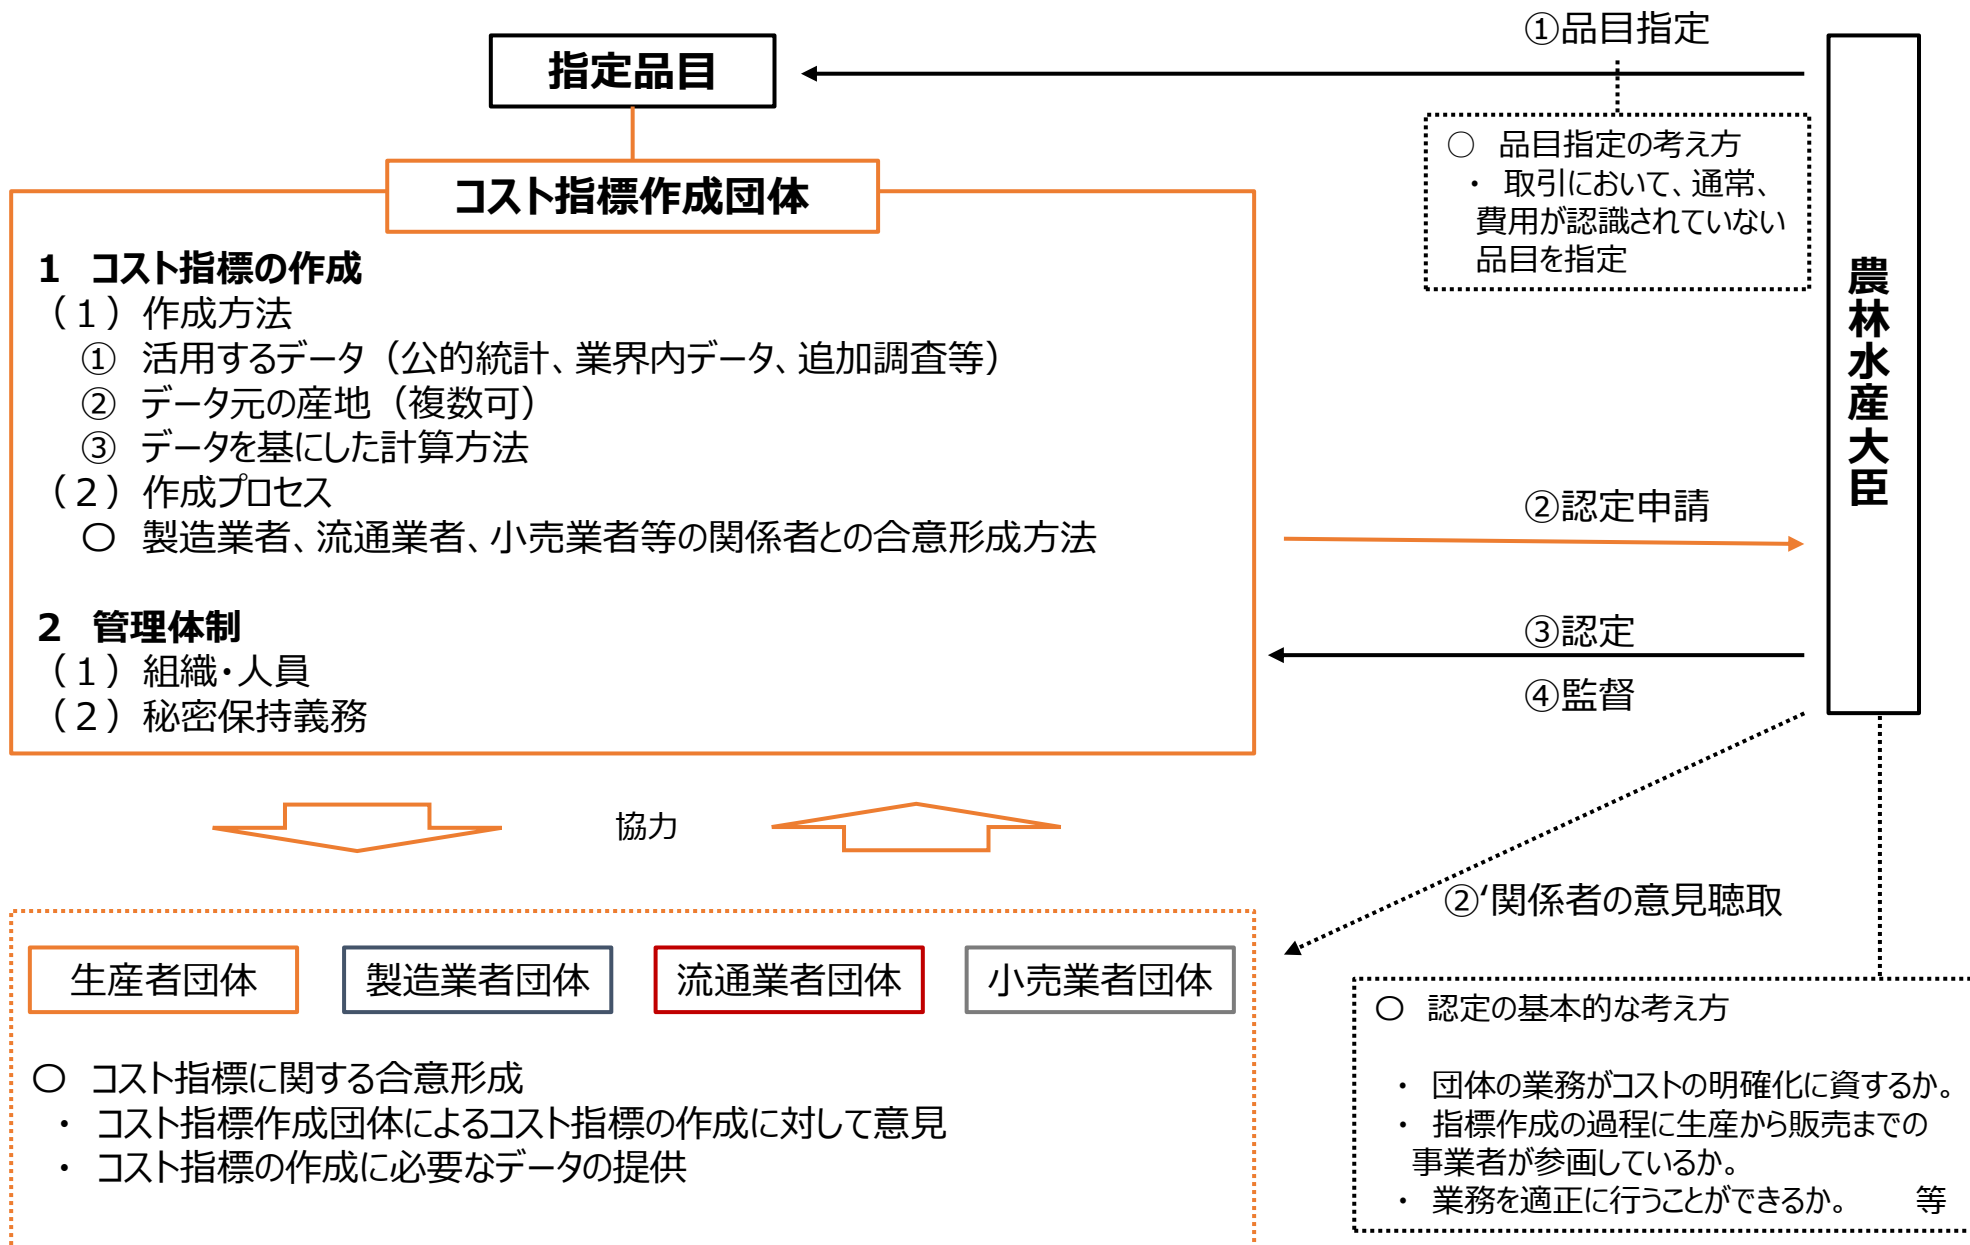 ①品目指定
指定品目
○ 品目指定の考え方
・ 取引において、通常、
費用が認識されていない
品目を指定
農林水産大臣
コスト指標作成団体
1 コスト指標の作成
（１）作成方法
① 活用するデータ（公的統計、業界内データ、追加調査等）
② データ元の産地（複数可）
③ データを基にした計算方法
（２）作成プロセス
○ 製造業者、流通業者、小売業者等の関係者との合意形成方法
2 管理体制
（１）組織・人員
（２）秘密保持義務
②認定申請
③認定
④監督
協力
②‘関係者の意見聴取
生産者団体
製造業者団体
流通業者団体
小売業者団体
○ コスト指標に関する合意形成
・ コスト指標作成団体によるコスト指標の作成に対して意見
・ コスト指標の作成に必要なデータの提供
○ 認定の基本的な考え方
・ 団体の業務がコストの明確化に資するか。
・ 指標作成の過程に生産から販売までの
事業者が参画しているか。
・ 業務を適正に行うことができるか。 等